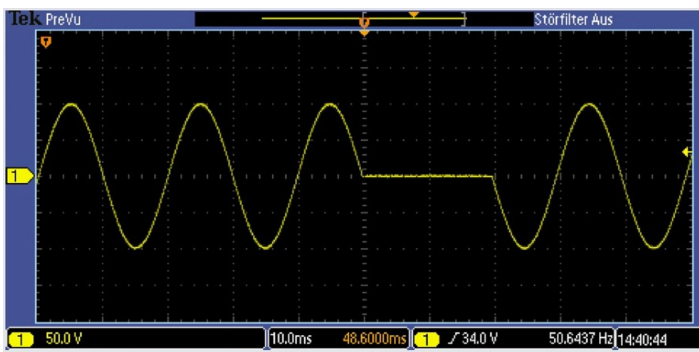 Tek PreVu Störfilter Aus
1
1 50.0 V 10.0ms 48.6000ms 1 34.0 V 50.6437 Hz 14:40:44